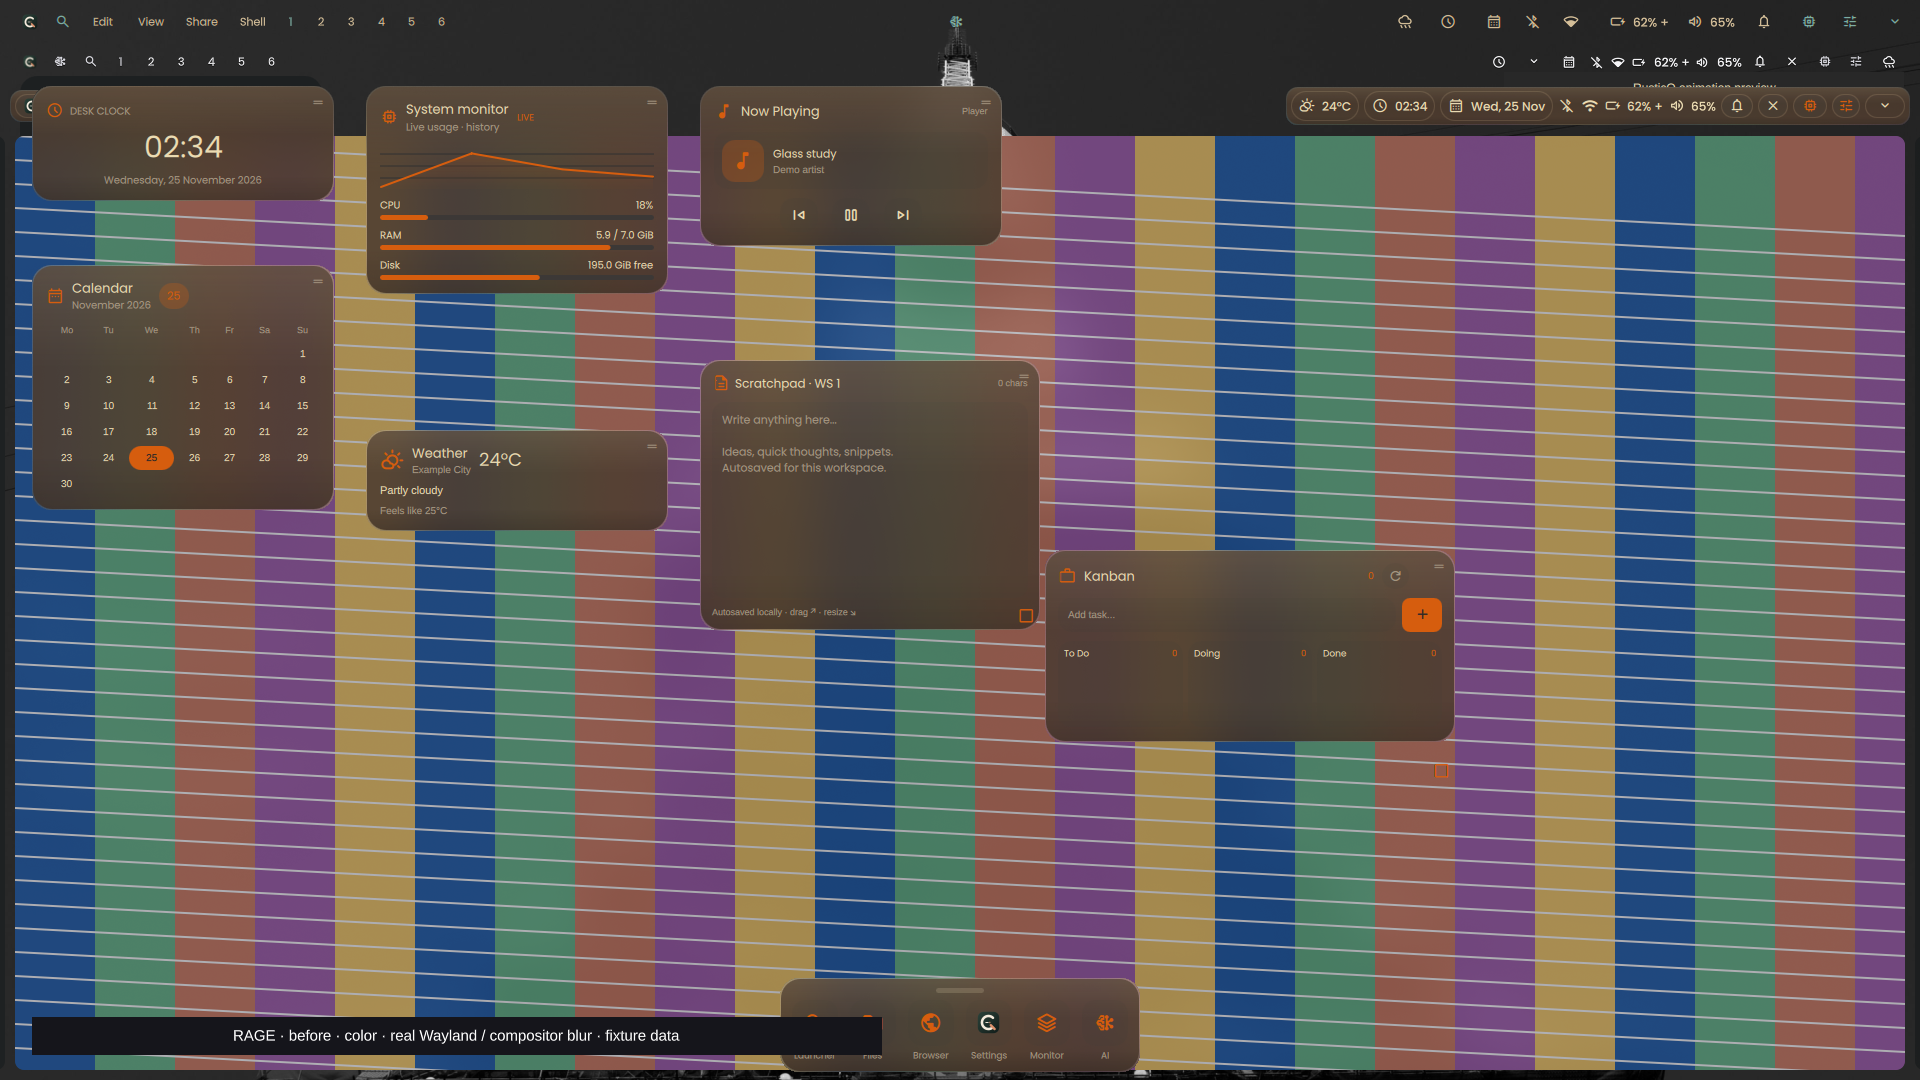 Edit View Share Shell 1 2 3 4 5 6
62% + 65%
1 2 3 4 5 6
62% + 65%
24°C 02:34 Wed, 25 Nov 62% + 65%
DESK CLOCK
02:34
Wednesday, 25 November 2026
System monitor LIVE
Live usage · history
CPU 18%
RAM 5.9 / 7.0 GiB
Disk 195.0 GiB free
Now Playing Player
Glass study
Demo artist
Calendar 25
November 2026
Mo Tu We Th Fr Sa Su
1
2 3 4 5 6 7 8
9 10 11 12 13 14 15
16 17 18 19 20 21 22
23 24 25 26 27 28 29
30
Weather 24°C
Example City
Partly cloudy
Feels like 25°C
Scratchpad · WS 1 0 chars
Write anything here...
Ideas, quick thoughts, snippets.
Autosaved for this workspace.
Autosaved locally · drag ↗ · resize ↘
Kanban 0
Add task... +
To Do 0 Doing 0 Done 0
RAGE · before · color · real Wayland / compositor blur · fixture data
Browser Settings Monitor AI